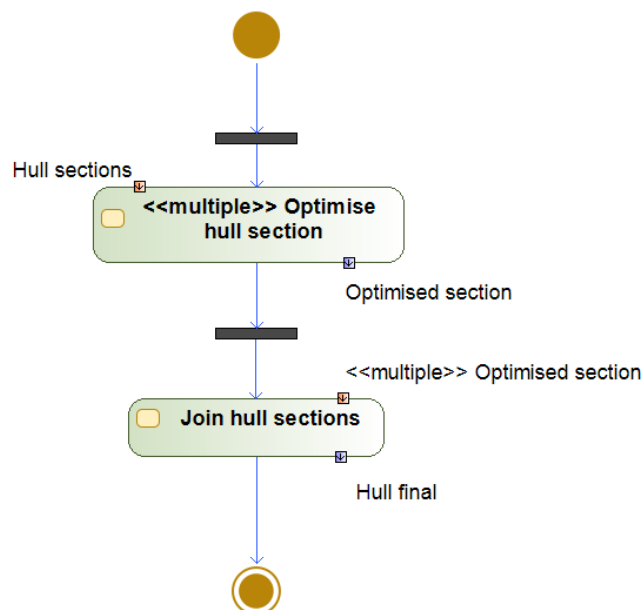 Hull sections
<<multiple>> Optimise
hull section
Optimised section
<<multiple>> Optimised section
Join hull sections
Hull final